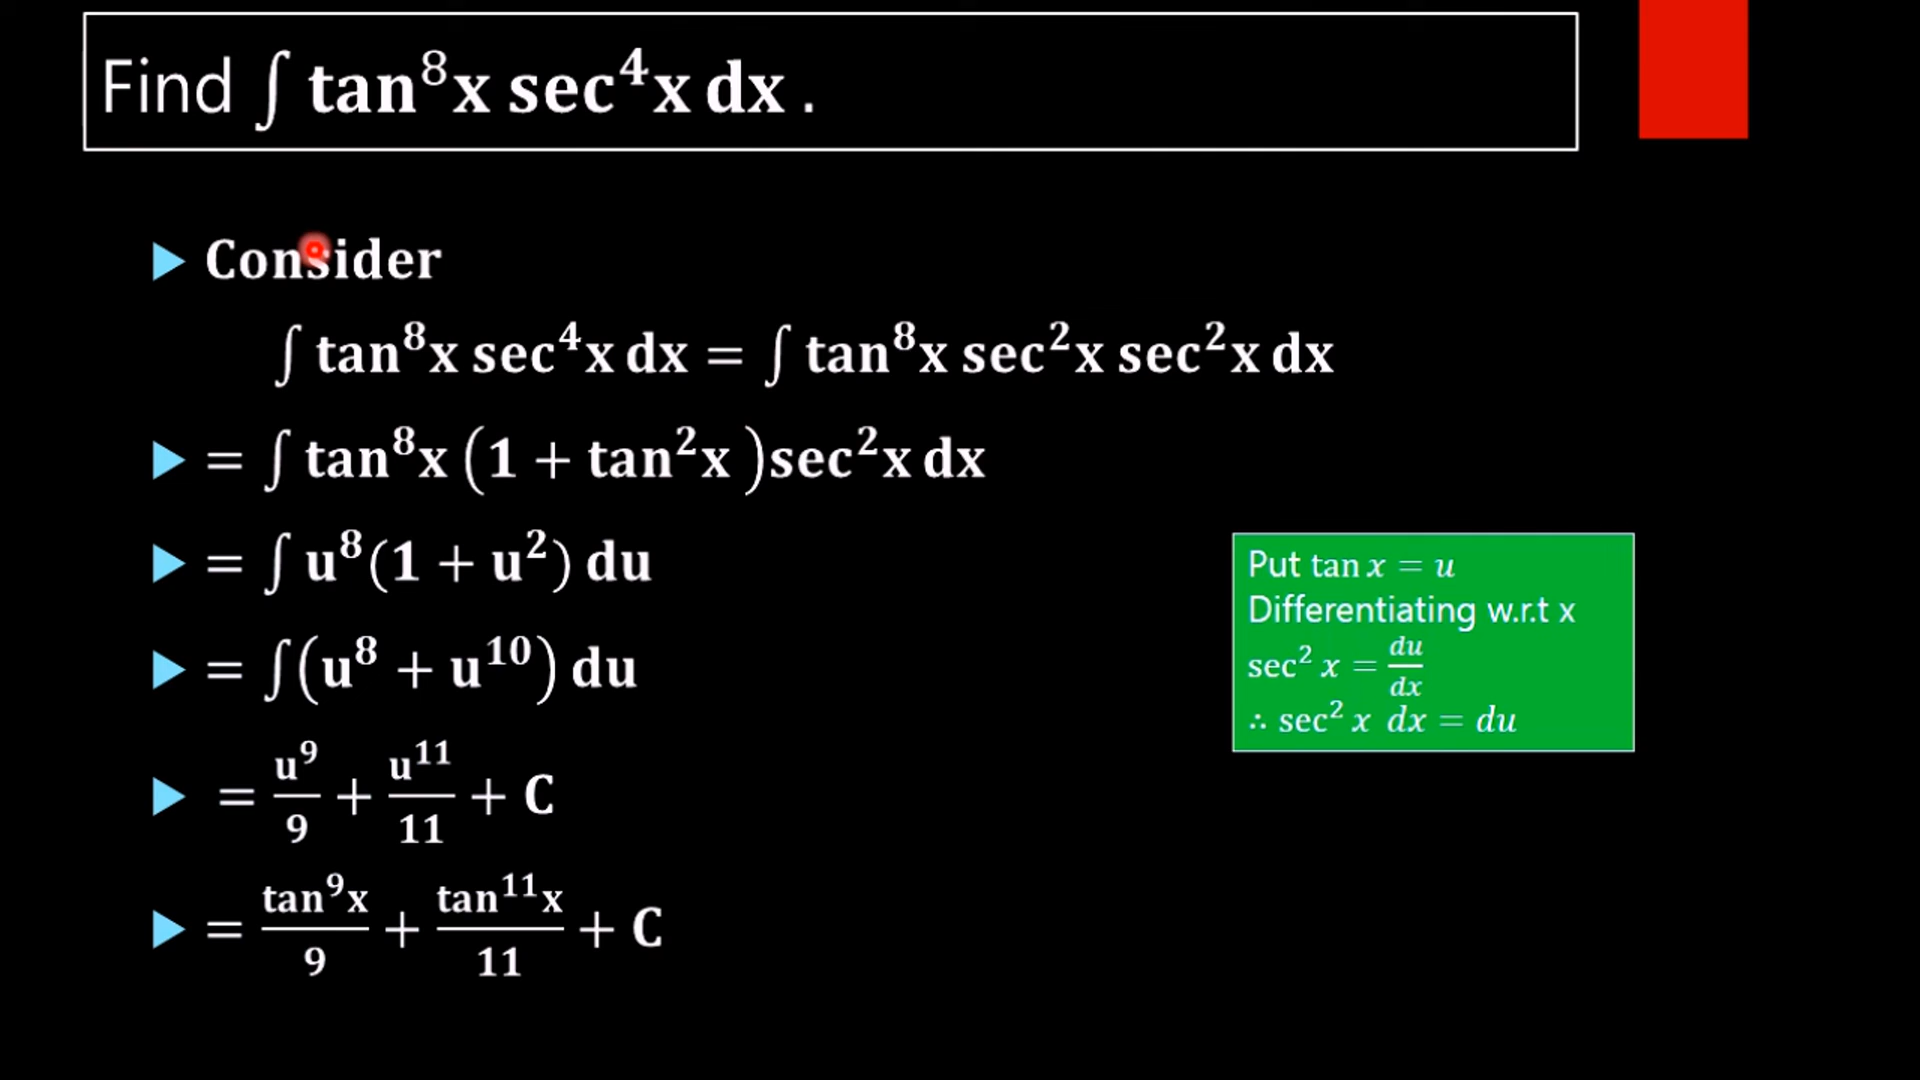 Find ∫ tan⁸x sec⁴x dx .
Consider
∫ tan⁸x sec⁴x dx = ∫ tan⁸x sec²x sec²x dx
= ∫ tan⁸x (1 + tan²x )sec²x dx
= ∫ u⁸(1 + u²) du
= ∫(u⁸ + u¹⁰) du
= u⁹/9 + u¹¹/11 + C
= tan⁹x/9 + tan¹¹x/11 + C
Put tan x = u
Differentiating w.r.t x
sec² x = du/dx
∴ sec² x dx = du